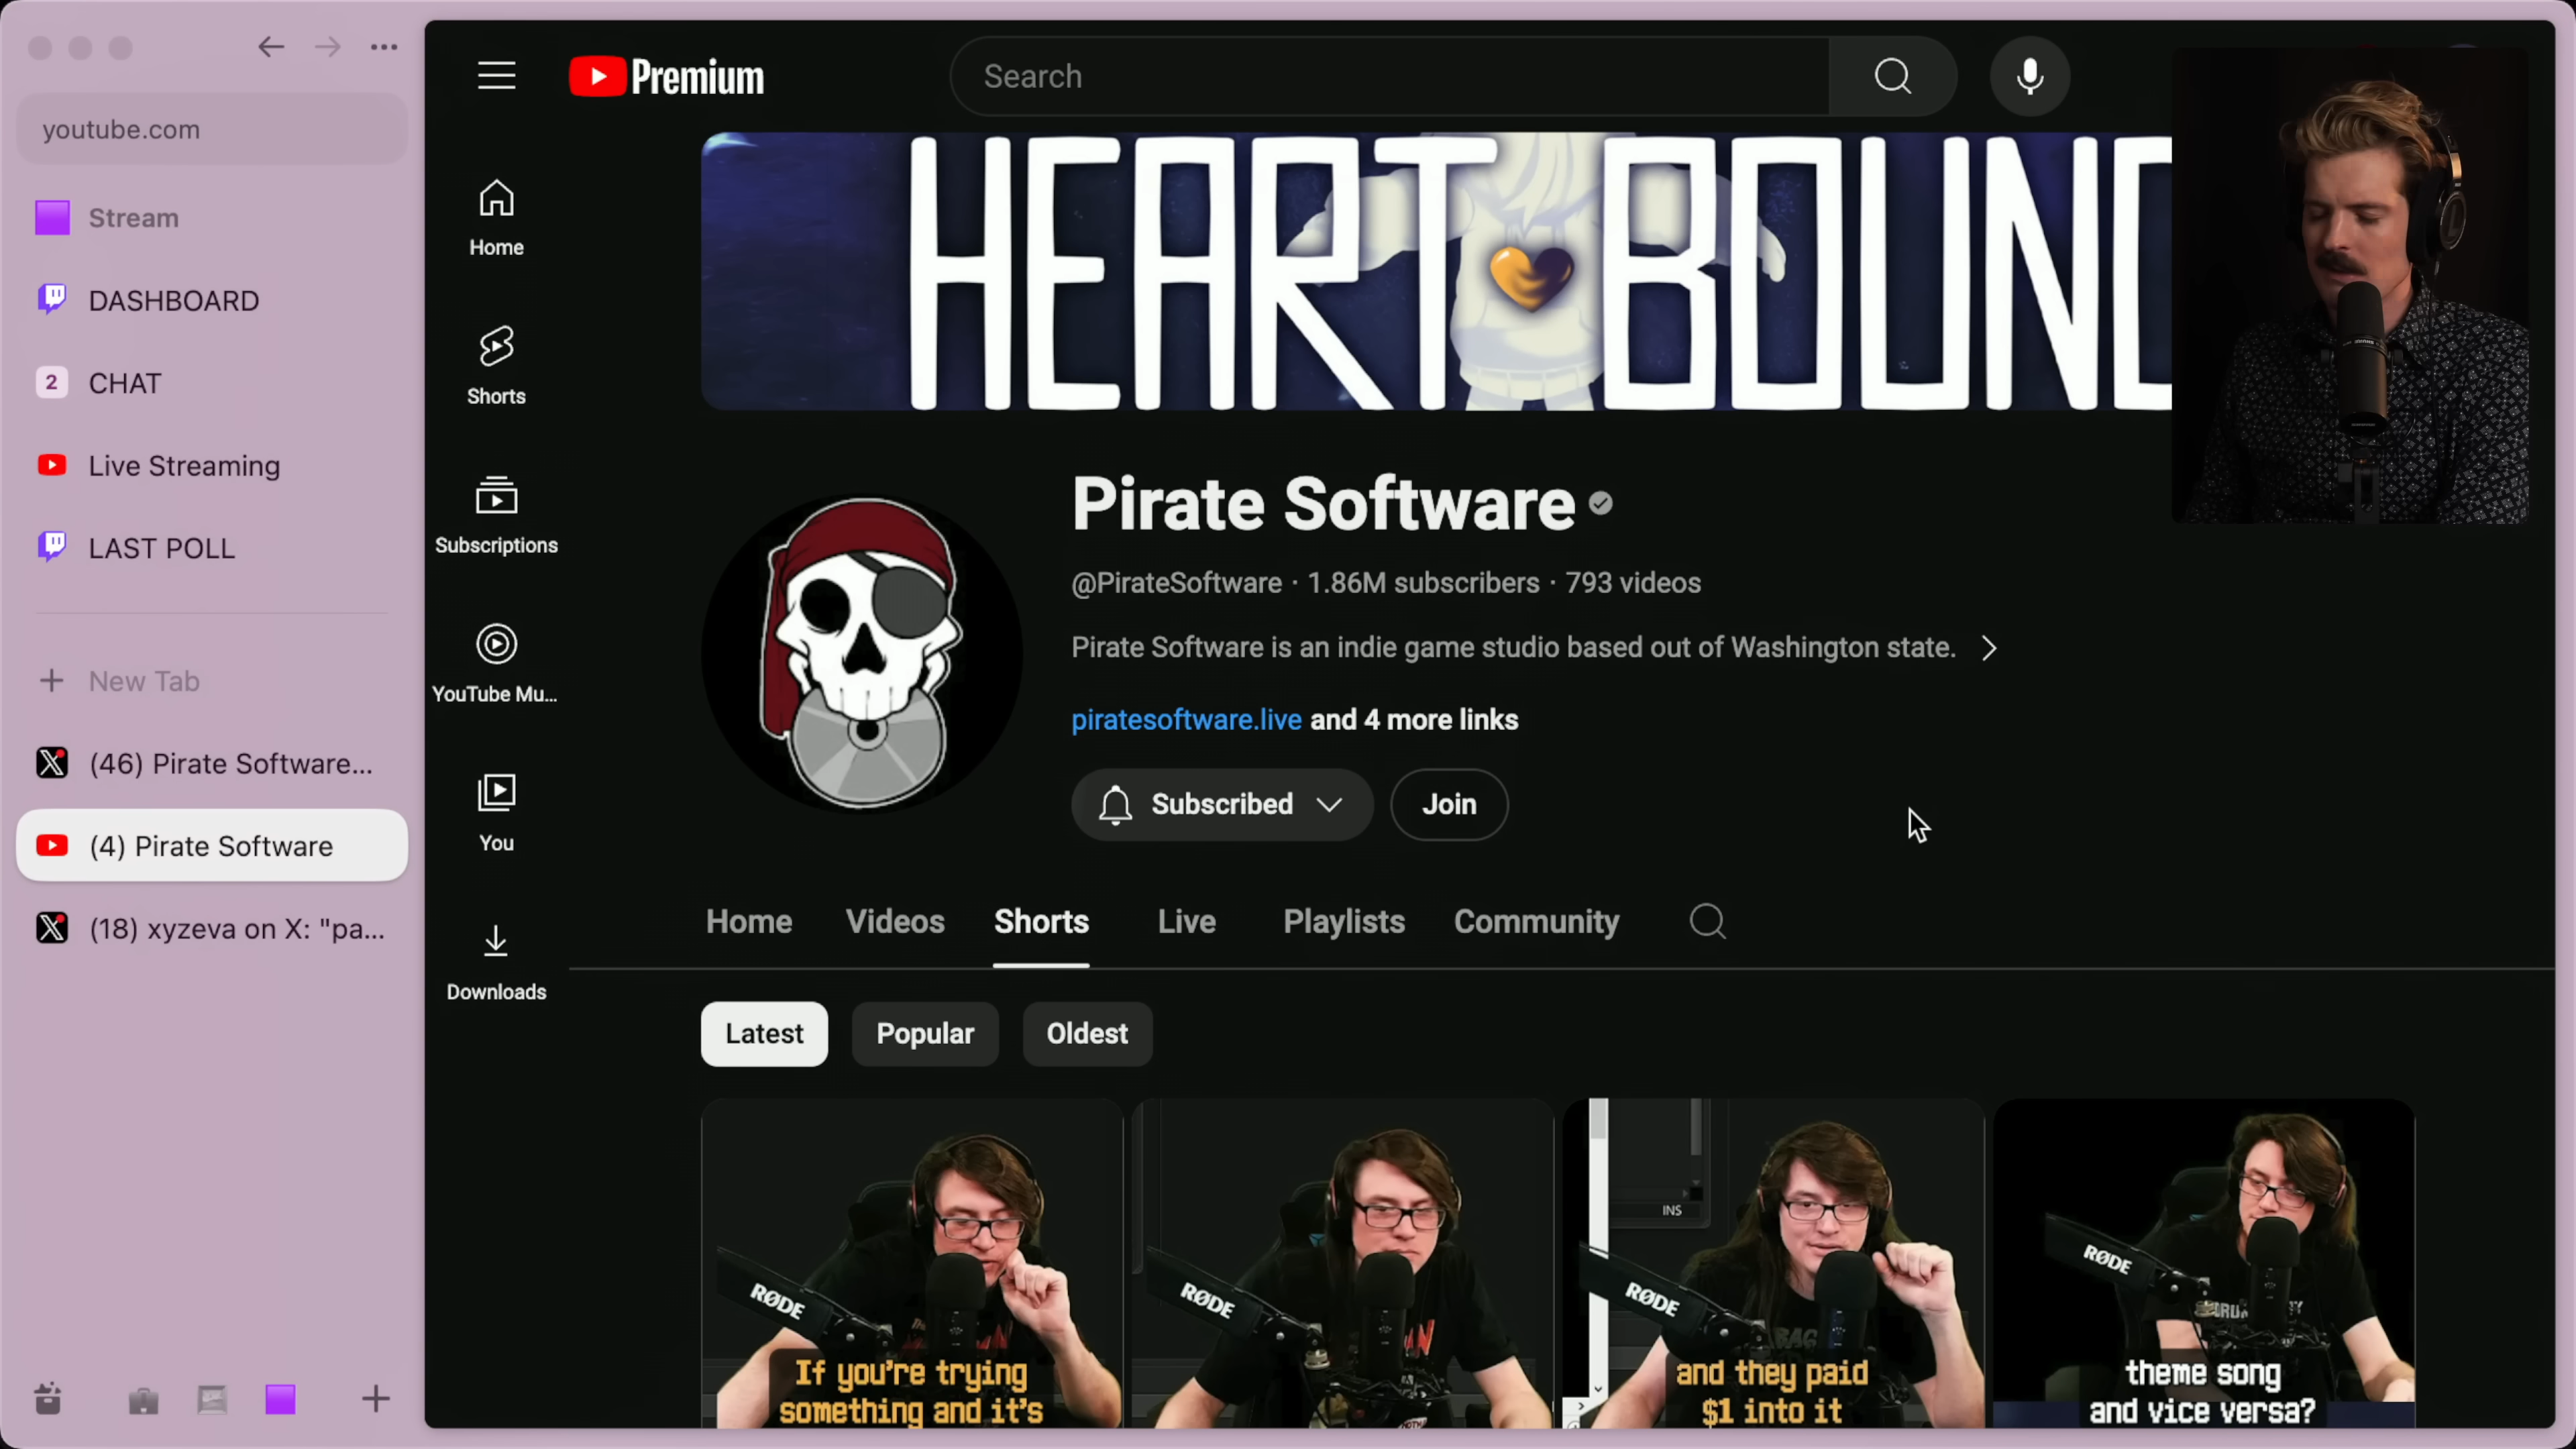 youtube.com
Stream
DASHBOARD
2 CHAT
Live Streaming
LAST POLL
New Tab
(46) Pirate Software...
(4) Pirate Software
(18) xyzeva on X: "pa...
Premium
Search
Home
Shorts
Subscriptions
YouTube Mu...
You
Downloads
HEARTBOUND
Pirate Software
@PirateSoftware · 1.86M subscribers · 793 videos
Pirate Software is an indie game studio based out of Washington state.
piratesoftware.live and 4 more links
Subscribed
Join
Home Videos Shorts Live Playlists Community
Latest Popular Oldest
RØDE
If you're trying
something and it's
RØDE
INS
RØDE
and they paid
$1 into it
RØDE
theme song
and vice versa?